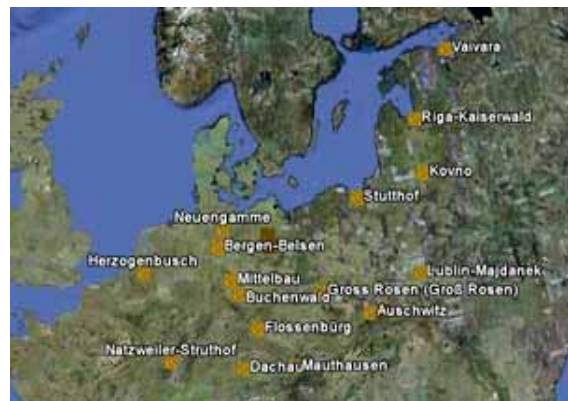 Vaivara
Riga-Kaiserwald
Kovno
Stutthof
Neuengamme
Bergen-Belsen
Herzogenbusch
Lublin-Majdanek
Mittelbau
Gross Rosen (Groß Rosen)
Buchenwald
Auschwitz
Flossenbürg
Natzweiler-Struthof
Dachau
Mauthausen